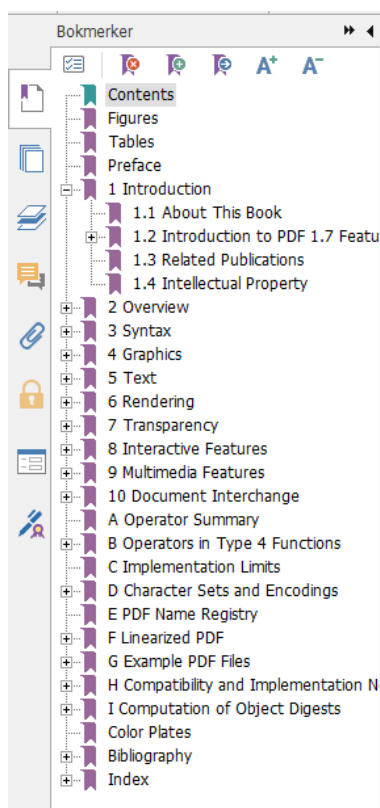 Bokmerker
A+ A-
Contents
Figures
Tables
Preface
1 Introduction
1.1 About This Book
1.2 Introduction to PDF 1.7 Featu
1.3 Related Publications
1.4 Intellectual Property
2 Overview
3 Syntax
4 Graphics
5 Text
6 Rendering
7 Transparency
8 Interactive Features
9 Multimedia Features
10 Document Interchange
A Operator Summary
B Operators in Type 4 Functions
C Implementation Limits
D Character Sets and Encodings
E PDF Name Registry
F Linearized PDF
G Example PDF Files
H Compatibility and Implementation N
I Computation of Object Digests
Color Plates
Bibliography
Index